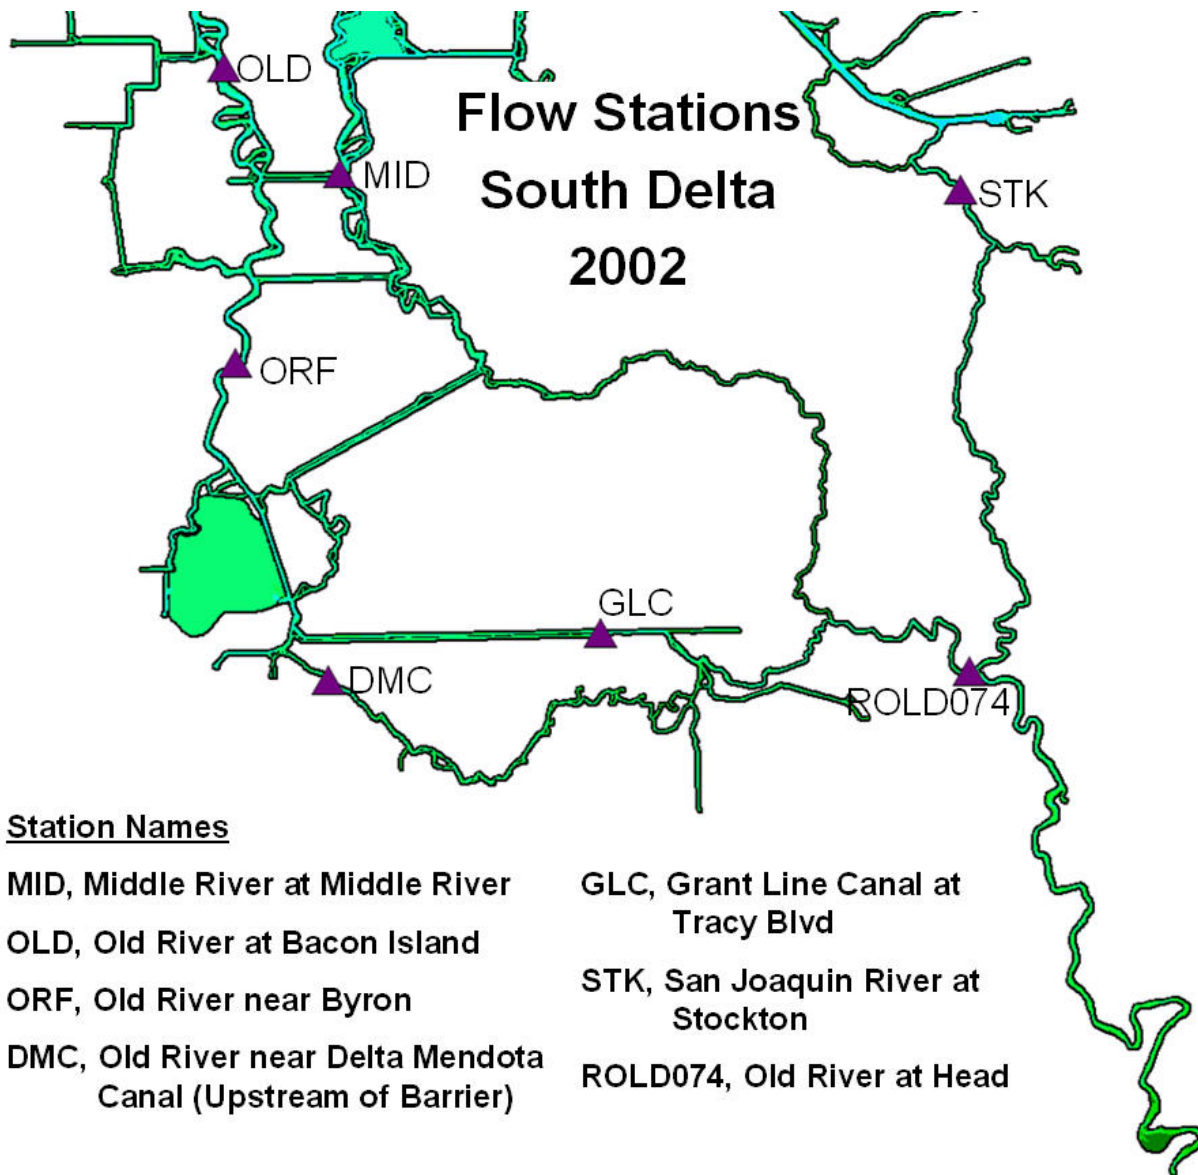 OLD
Flow Stations
MID
South Delta
STK
2002
ORF
GLC
DMC
ROLD074
Station Names
MID, Middle River at Middle River
OLD, Old River at Bacon Island
ORF, Old River near Byron
DMC, Old River near Delta Mendota
Canal (Upstream of Barrier)
GLC, Grant Line Canal at
Tracy Blvd
STK, San Joaquin River at
Stockton
ROLD074, Old River at Head